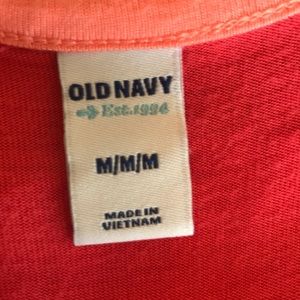 OLD NAVY
Est.1994
M/M/M
MADE IN
VIETNAM